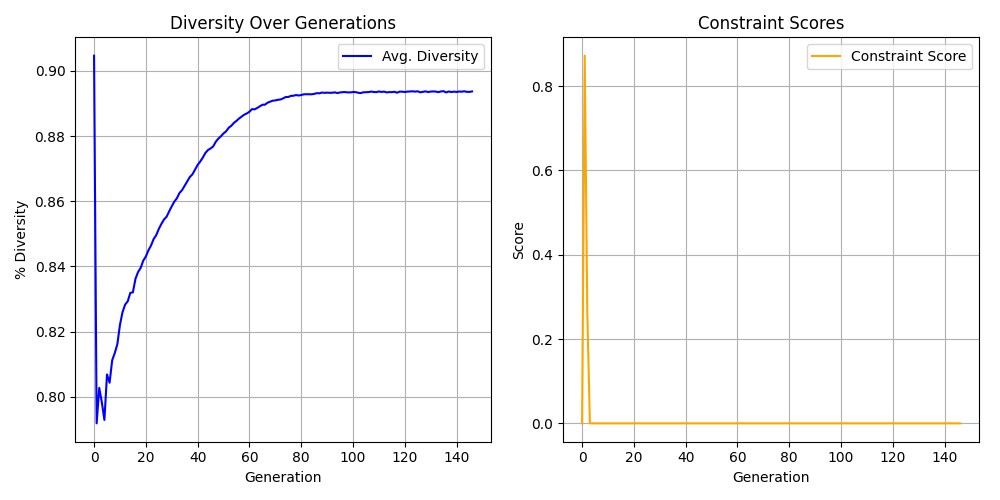 Diversity Over Generations
Avg. Diversity
0.90
0.88
0.86
0.84
0.82
0.80
% Diversity
0 20 40 60 80 100 120 140
Generation
Constraint Scores
Constraint Score
0.8
0.6
0.4
0.2
0.0
Score
0 20 40 60 80 100 120 140
Generation